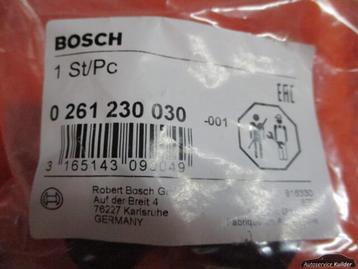 BOSCH
1 St/Pc
EAC
0 261 230 030
-001
3 165143 093049
Robert Bosch
Auf der Breit 4
76227 Karlsruhe
GERMANY
Autoservice Kuilder